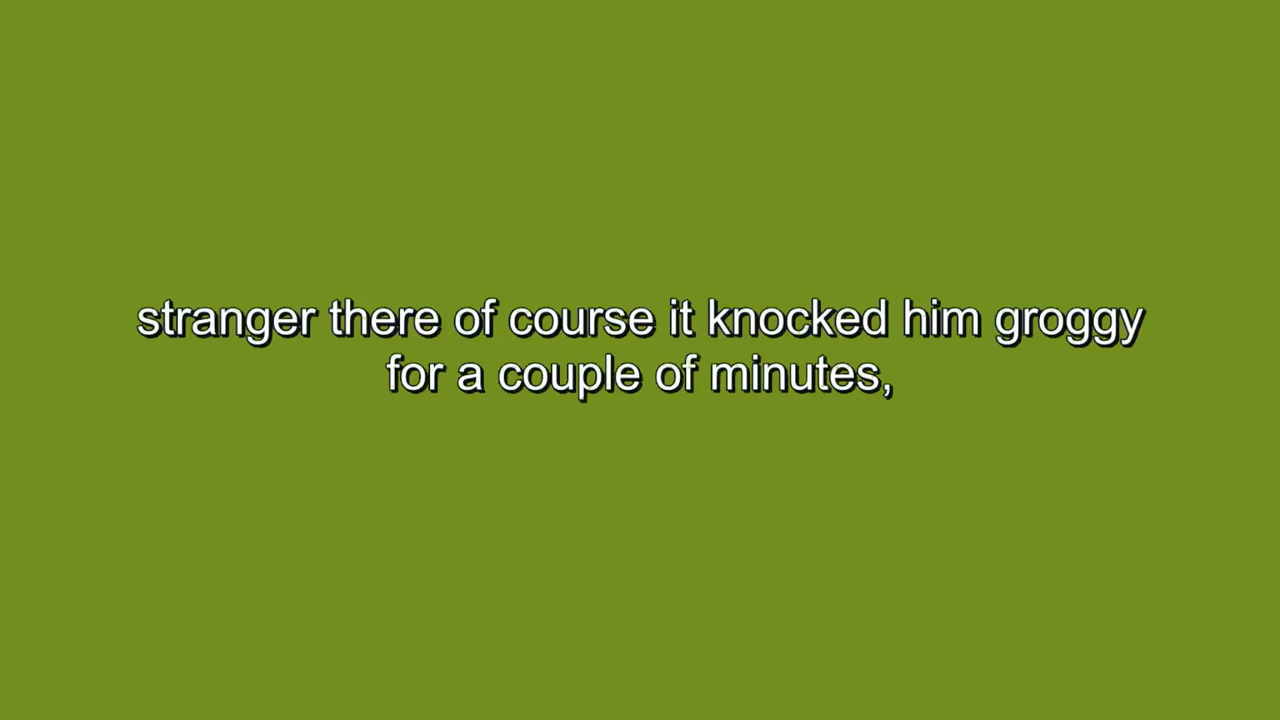 stranger there of course it knocked him groggy
for a couple of minutes,